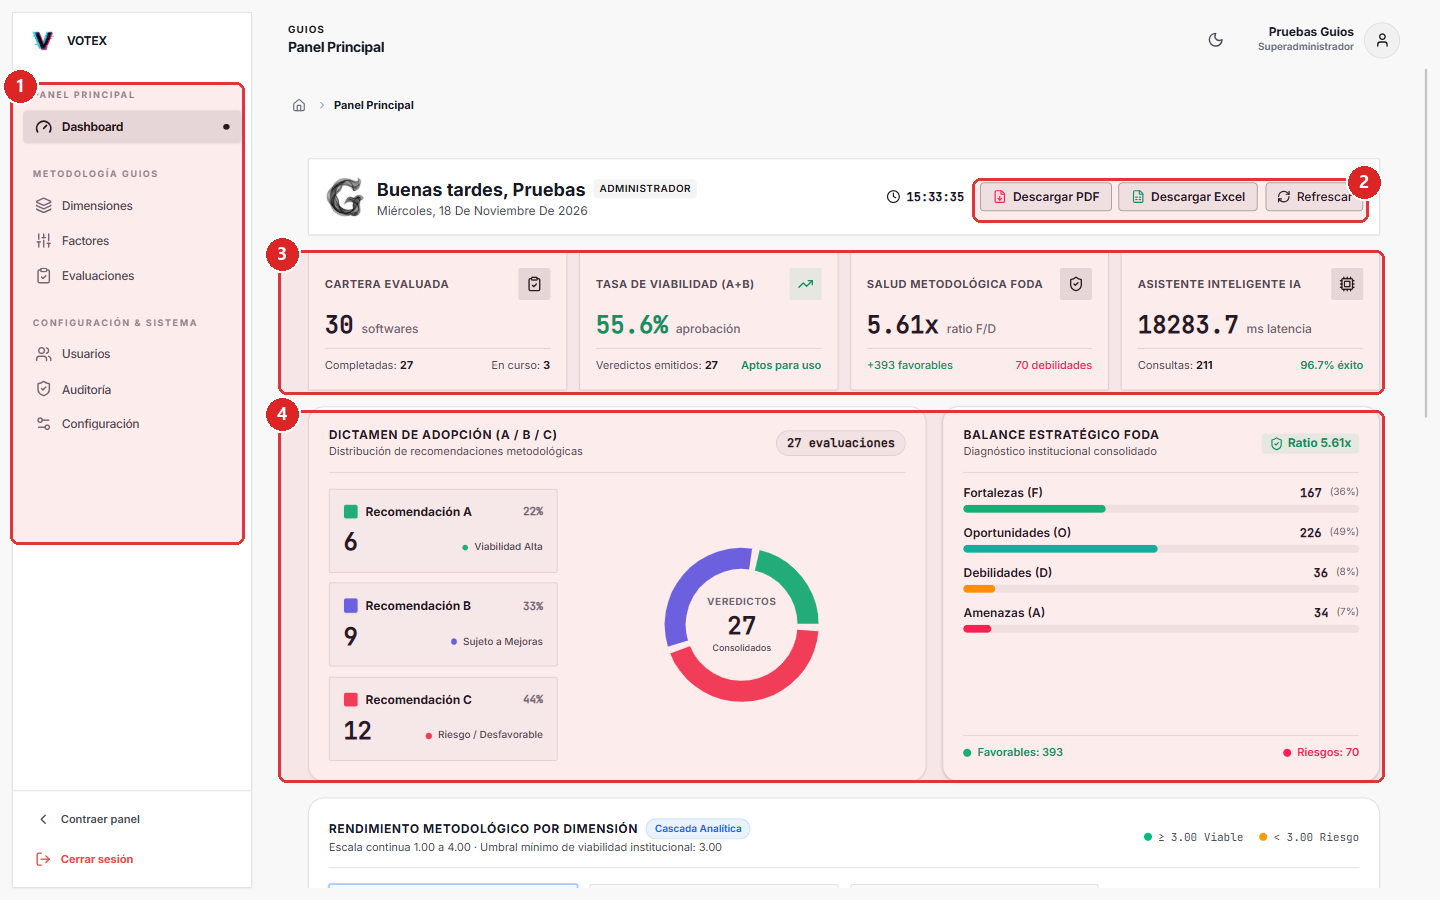 VOTEX
GUIOS
Panel Principal
Pruebas Guios
Superadministrador
1
PANEL PRINCIPAL
Dashboard
METODOLOGÍA GUIOS
Dimensiones
Factores
Evaluaciones
CONFIGURACIÓN & SISTEMA
Usuarios
Auditoría
Configuración
Contraer panel
Cerrar sesión
Panel Principal
Buenas tardes, Pruebas ADMINISTRADOR
Miércoles, 18 De Noviembre De 2026
15:33:35
Descargar PDF
Descargar Excel
Refrescar
2
3
CARTERA EVALUADA
30 softwares
Completadas: 27 En curso: 3
TASA DE VIABILIDAD (A+B)
55.6% aprobación
Veredictos emitidos: 27 Aptos para uso
SALUD METODOLÓGICA FODA
5.61x ratio F/D
+393 favorables 70 debilidades
ASISTENTE INTELIGENTE IA
18283.7 ms latencia
Consultas: 211 96.7% éxito
4
DICTAMEN DE ADOPCIÓN (A / B / C)
Distribución de recomendaciones metodológicas
27 evaluaciones
Recomendación A 22%
6 Viabilidad Alta
Recomendación B 33%
9 Sujeto a Mejoras
Recomendación C 44%
12 Riesgo / Desfavorable
VEREDICTOS
27
Consolidados
BALANCE ESTRATÉGICO FODA
Diagnóstico institucional consolidado
Ratio 5.61x
Fortalezas (F) 167 (36%)
Oportunidades (O) 226 (49%)
Debilidades (D) 36 (8%)
Amenazas (A) 34 (7%)
Favorables: 393 Riesgos: 70
RENDIMIENTO METODOLÓGICO POR DIMENSIÓN Cascada Analítica
Escala continua 1.00 a 4.00 · Umbral mínimo de viabilidad institucional: 3.00
≥ 3.00 Viable < 3.00 Riesgo